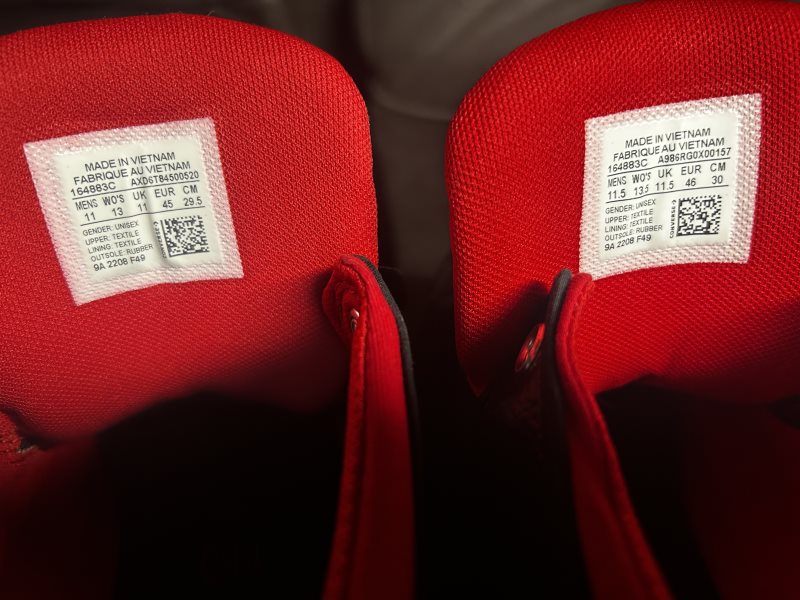 MADE IN VIETNAM
FABRIQUE AU VIETNAM
164883C AXD6T84500520
MENS WO'S UK EUR CM
11 13 11 45 29.5
GENDER: UNISEX
UPPER: TEXTILE
LINING: TEXTILE
OUTSOLE: RUBBER
9A 2208 F49
MADE IN VIETNAM
FABRIQUE AU VIETNAM
164883C A986RG0X00157
MENS WO'S UK EUR CM
11.5 13.5 11.5 46 30
GENDER: UNISEX
UPPER: TEXTILE
LINING: TEXTILE
OUTSOLE: RUBBER
9A 2208 F49
CONVERSE